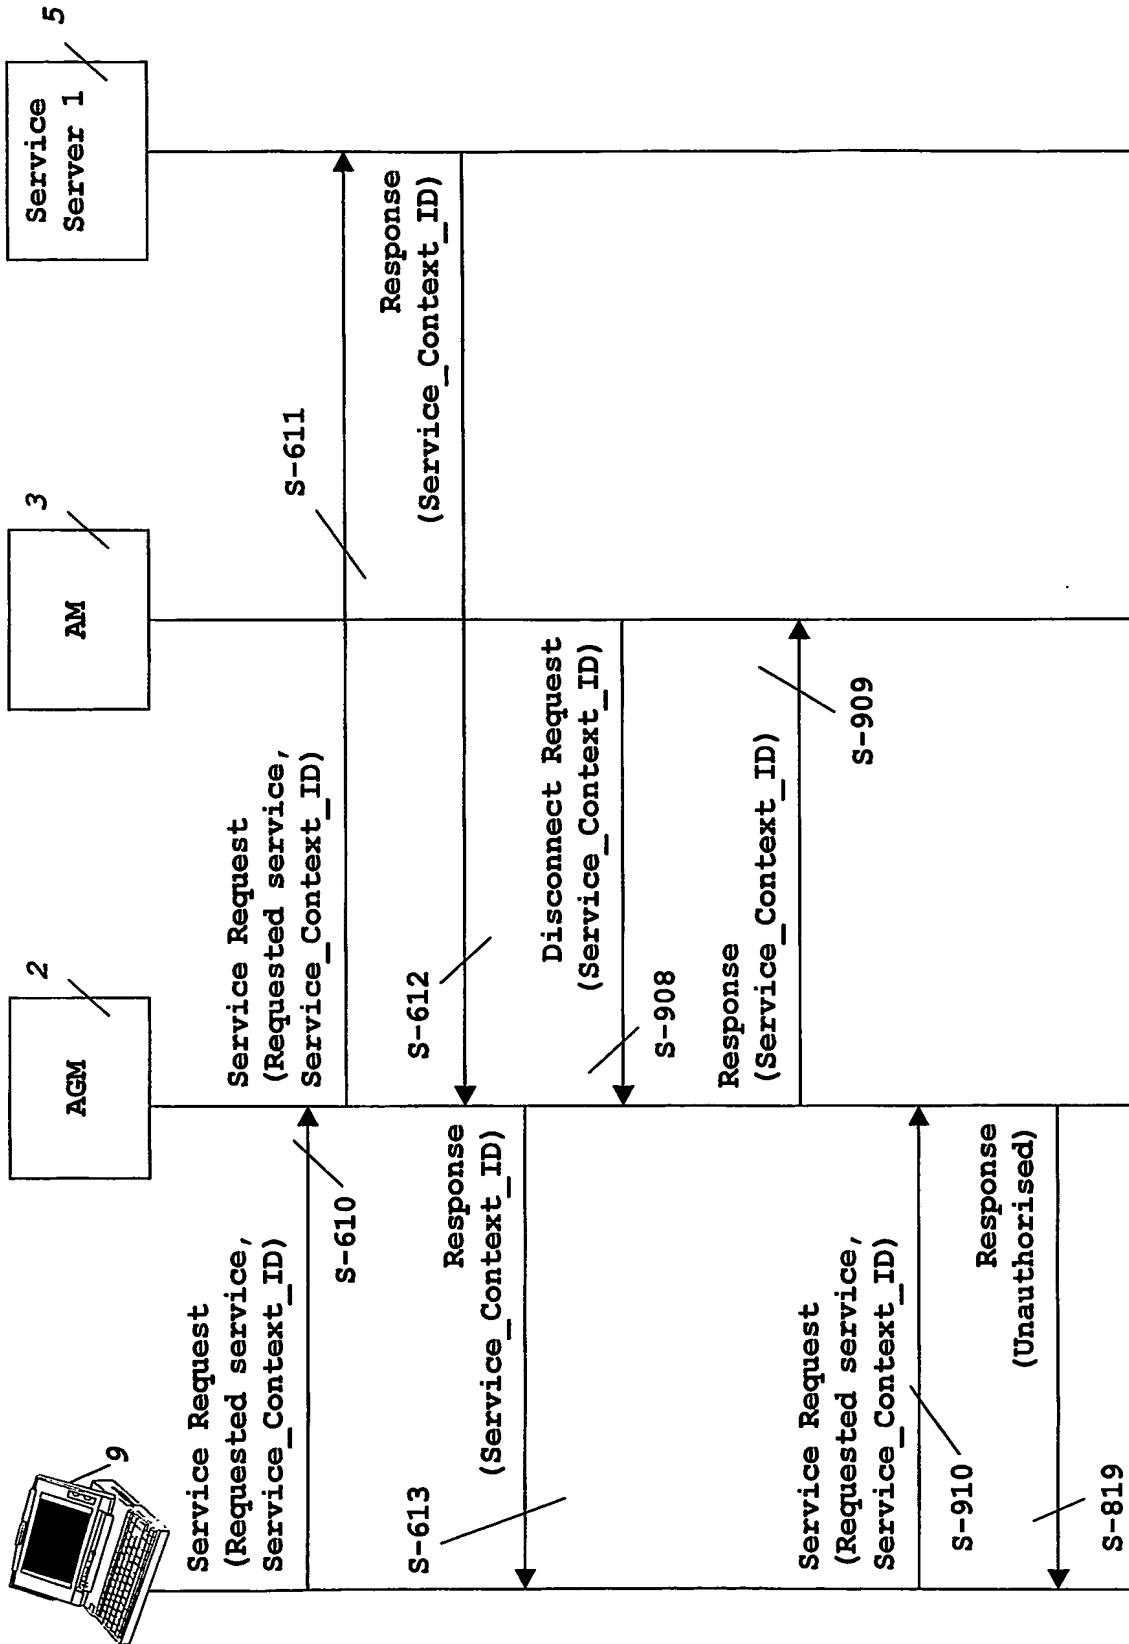 9
AGM
2
AM
3
Service
Server 1
5
Service Request
(Requested service,
Service_Context_ID)
S-610
Service Request
(Requested service,
Service_Context_ID)
S-611
Response
(Service_Context_ID)
S-612
Response
(Service_Context_ID)
S-613
Disconnect Request
(Service_Context_ID)
S-908
Response
(Service_Context_ID)
S-909
Service Request
(Requested service,
Service_Context_ID)
S-910
Response
(Unauthorised)
S-819